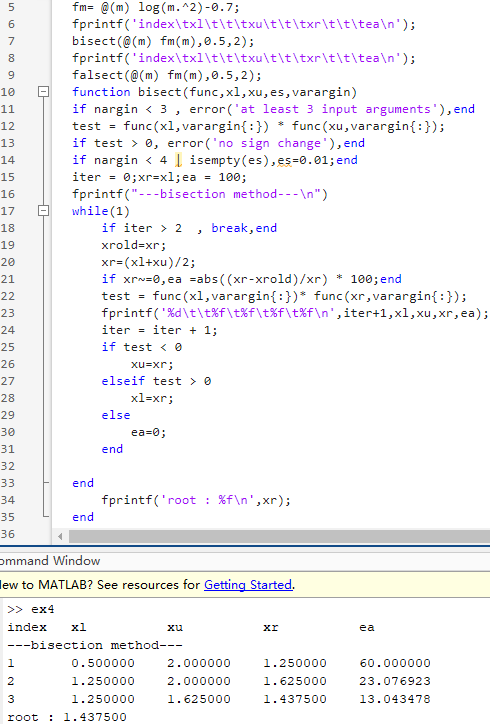 5 fm= @(m) log(m.^2)-0.7;
6 fprintf('index\txl\t\t\txu\t\t\txr\t\t\tea\n');
7 bisect(@(m) fm(m),0.5,2);
8 fprintf('index\txl\t\t\txu\t\t\txr\t\t\tea\n');
9 falsect(@(m) fm(m),0.5,2);
10 function bisect(func,xl,xu,es,varargin)
11 if nargin < 3 , error('at least 3 input arguments'),end
12 test = func(xl,varargin{:}) * func(xu,varargin{:});
13 if test > 0, error('no sign change'),end
14 if nargin < 4 | isempty(es),es=0.01;end
15 iter = 0;xr=xl;ea = 100;
16 fprintf("---bisection method---\n")
17 while(1)
18 if iter > 2 , break,end
19 xrold=xr;
20 xr=(xl+xu)/2;
21 if xr~=0,ea =abs((xr-xrold)/xr) * 100;end
22 test = func(xl,varargin{:})* func(xr,varargin{:});
23 fprintf('%d\t\t%f\t%f\t%f\t%f\n',iter+1,xl,xu,xr,ea);
24 iter = iter + 1;
25 if test < 0
26 xu=xr;
27 elseif test > 0
28 xl=xr;
29 else
30 ea=0;
31 end
32
33 end
34 fprintf('root : %f\n',xr);
35 end
36
ommand Window
lew to MATLAB? See resources for Getting Started.
>> ex4
index xl xu xr ea
---bisection method---
1 0.500000 2.000000 1.250000 60.000000
2 1.250000 2.000000 1.625000 23.076923
3 1.250000 1.625000 1.437500 13.043478
root : 1.437500